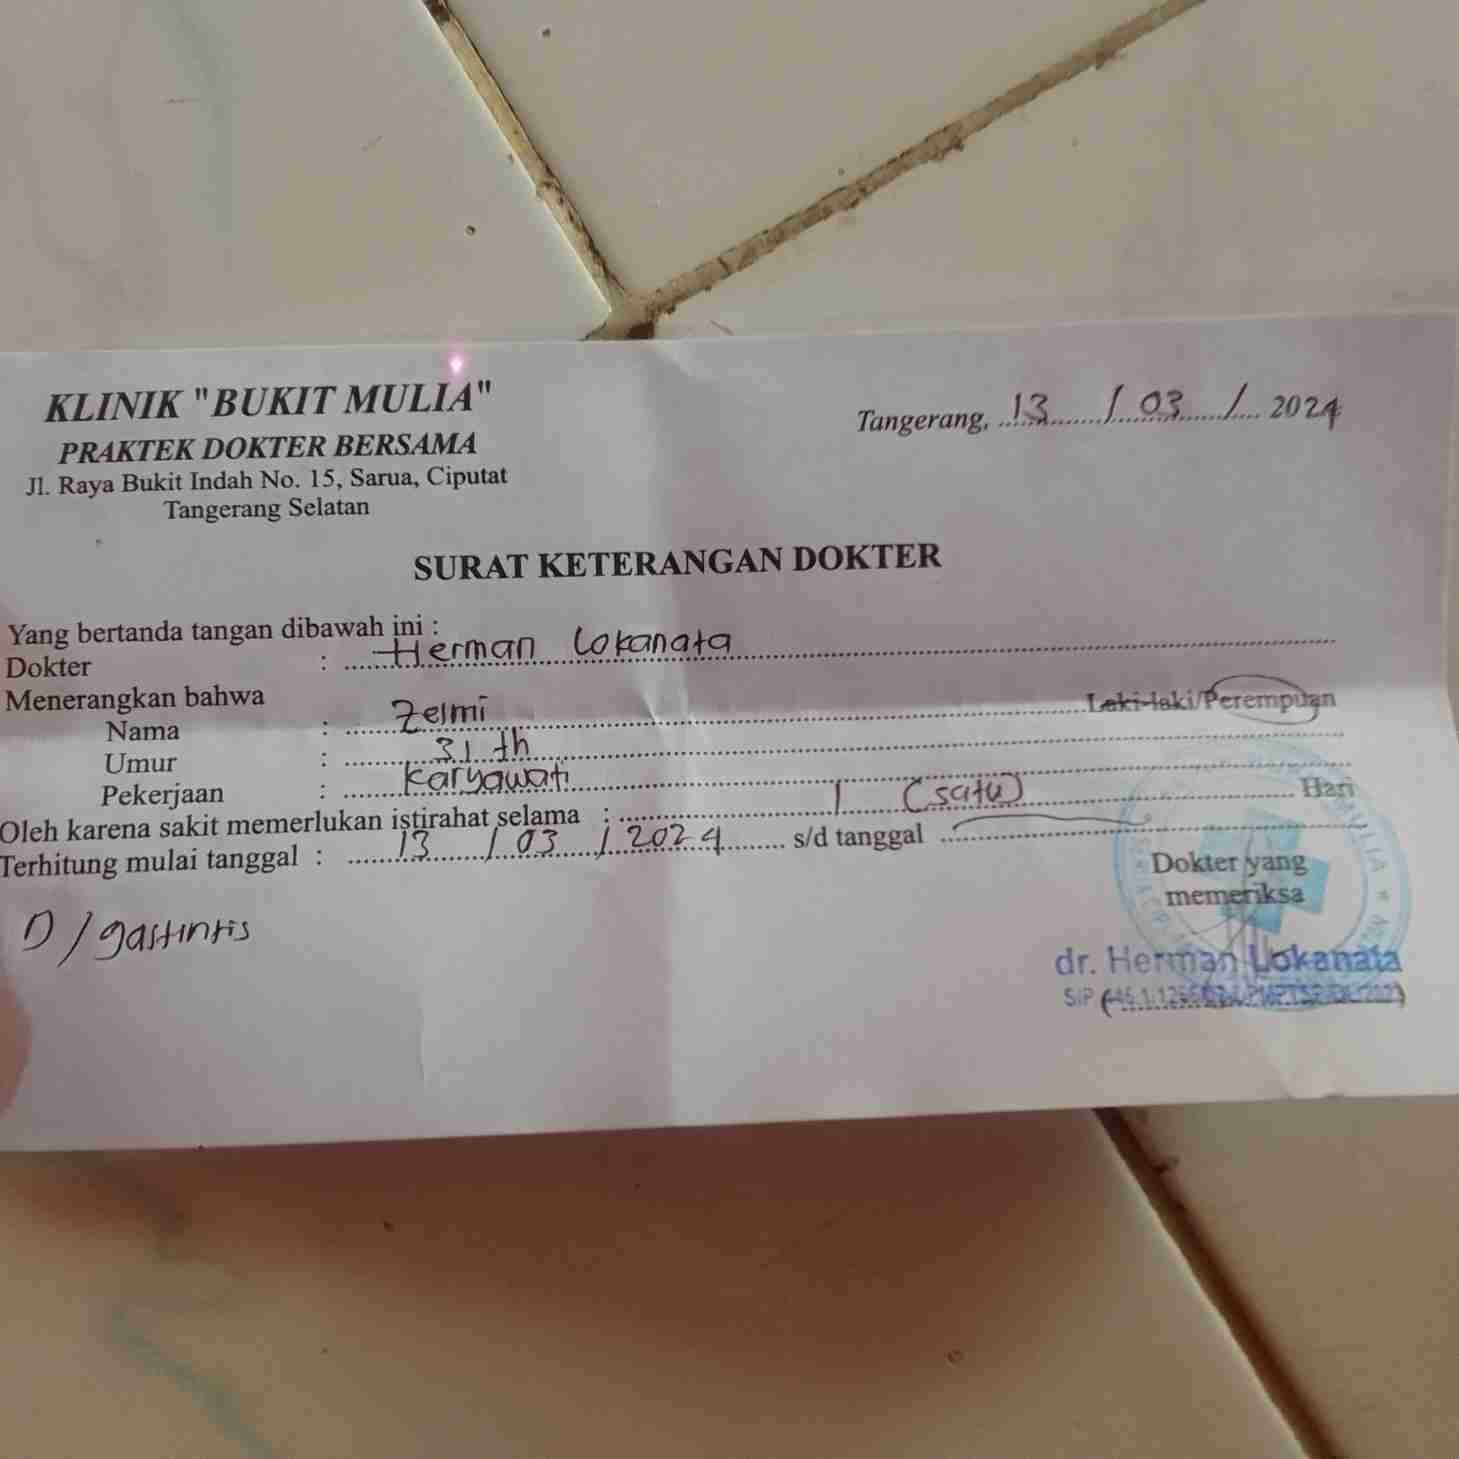 KLINIK "BUKIT MULIA"
PRAKTEK DOKTER BERSAMA
Jl. Raya Bukit Indah No. 15, Sarua, Ciputat
Tangerang Selatan
Tangerang, 13 / 03 / 2024
SURAT KETERANGAN DOKTER
Yang bertanda tangan dibawah ini :
Dokter : Herman Lokanata
Menerangkan bahwa
Nama : Zelmi Laki-laki/Perempuan
Umur : 31 th
Pekerjaan : Karyawati
Oleh karena sakit memerlukan istirahat selama : 1 (satu) Hari
Terhitung mulai tanggal : 13 / 03 / 2024 s/d tanggal
D / gastintis
Dokter yang
memeriksa
dr. Herman Lokanata
SIP